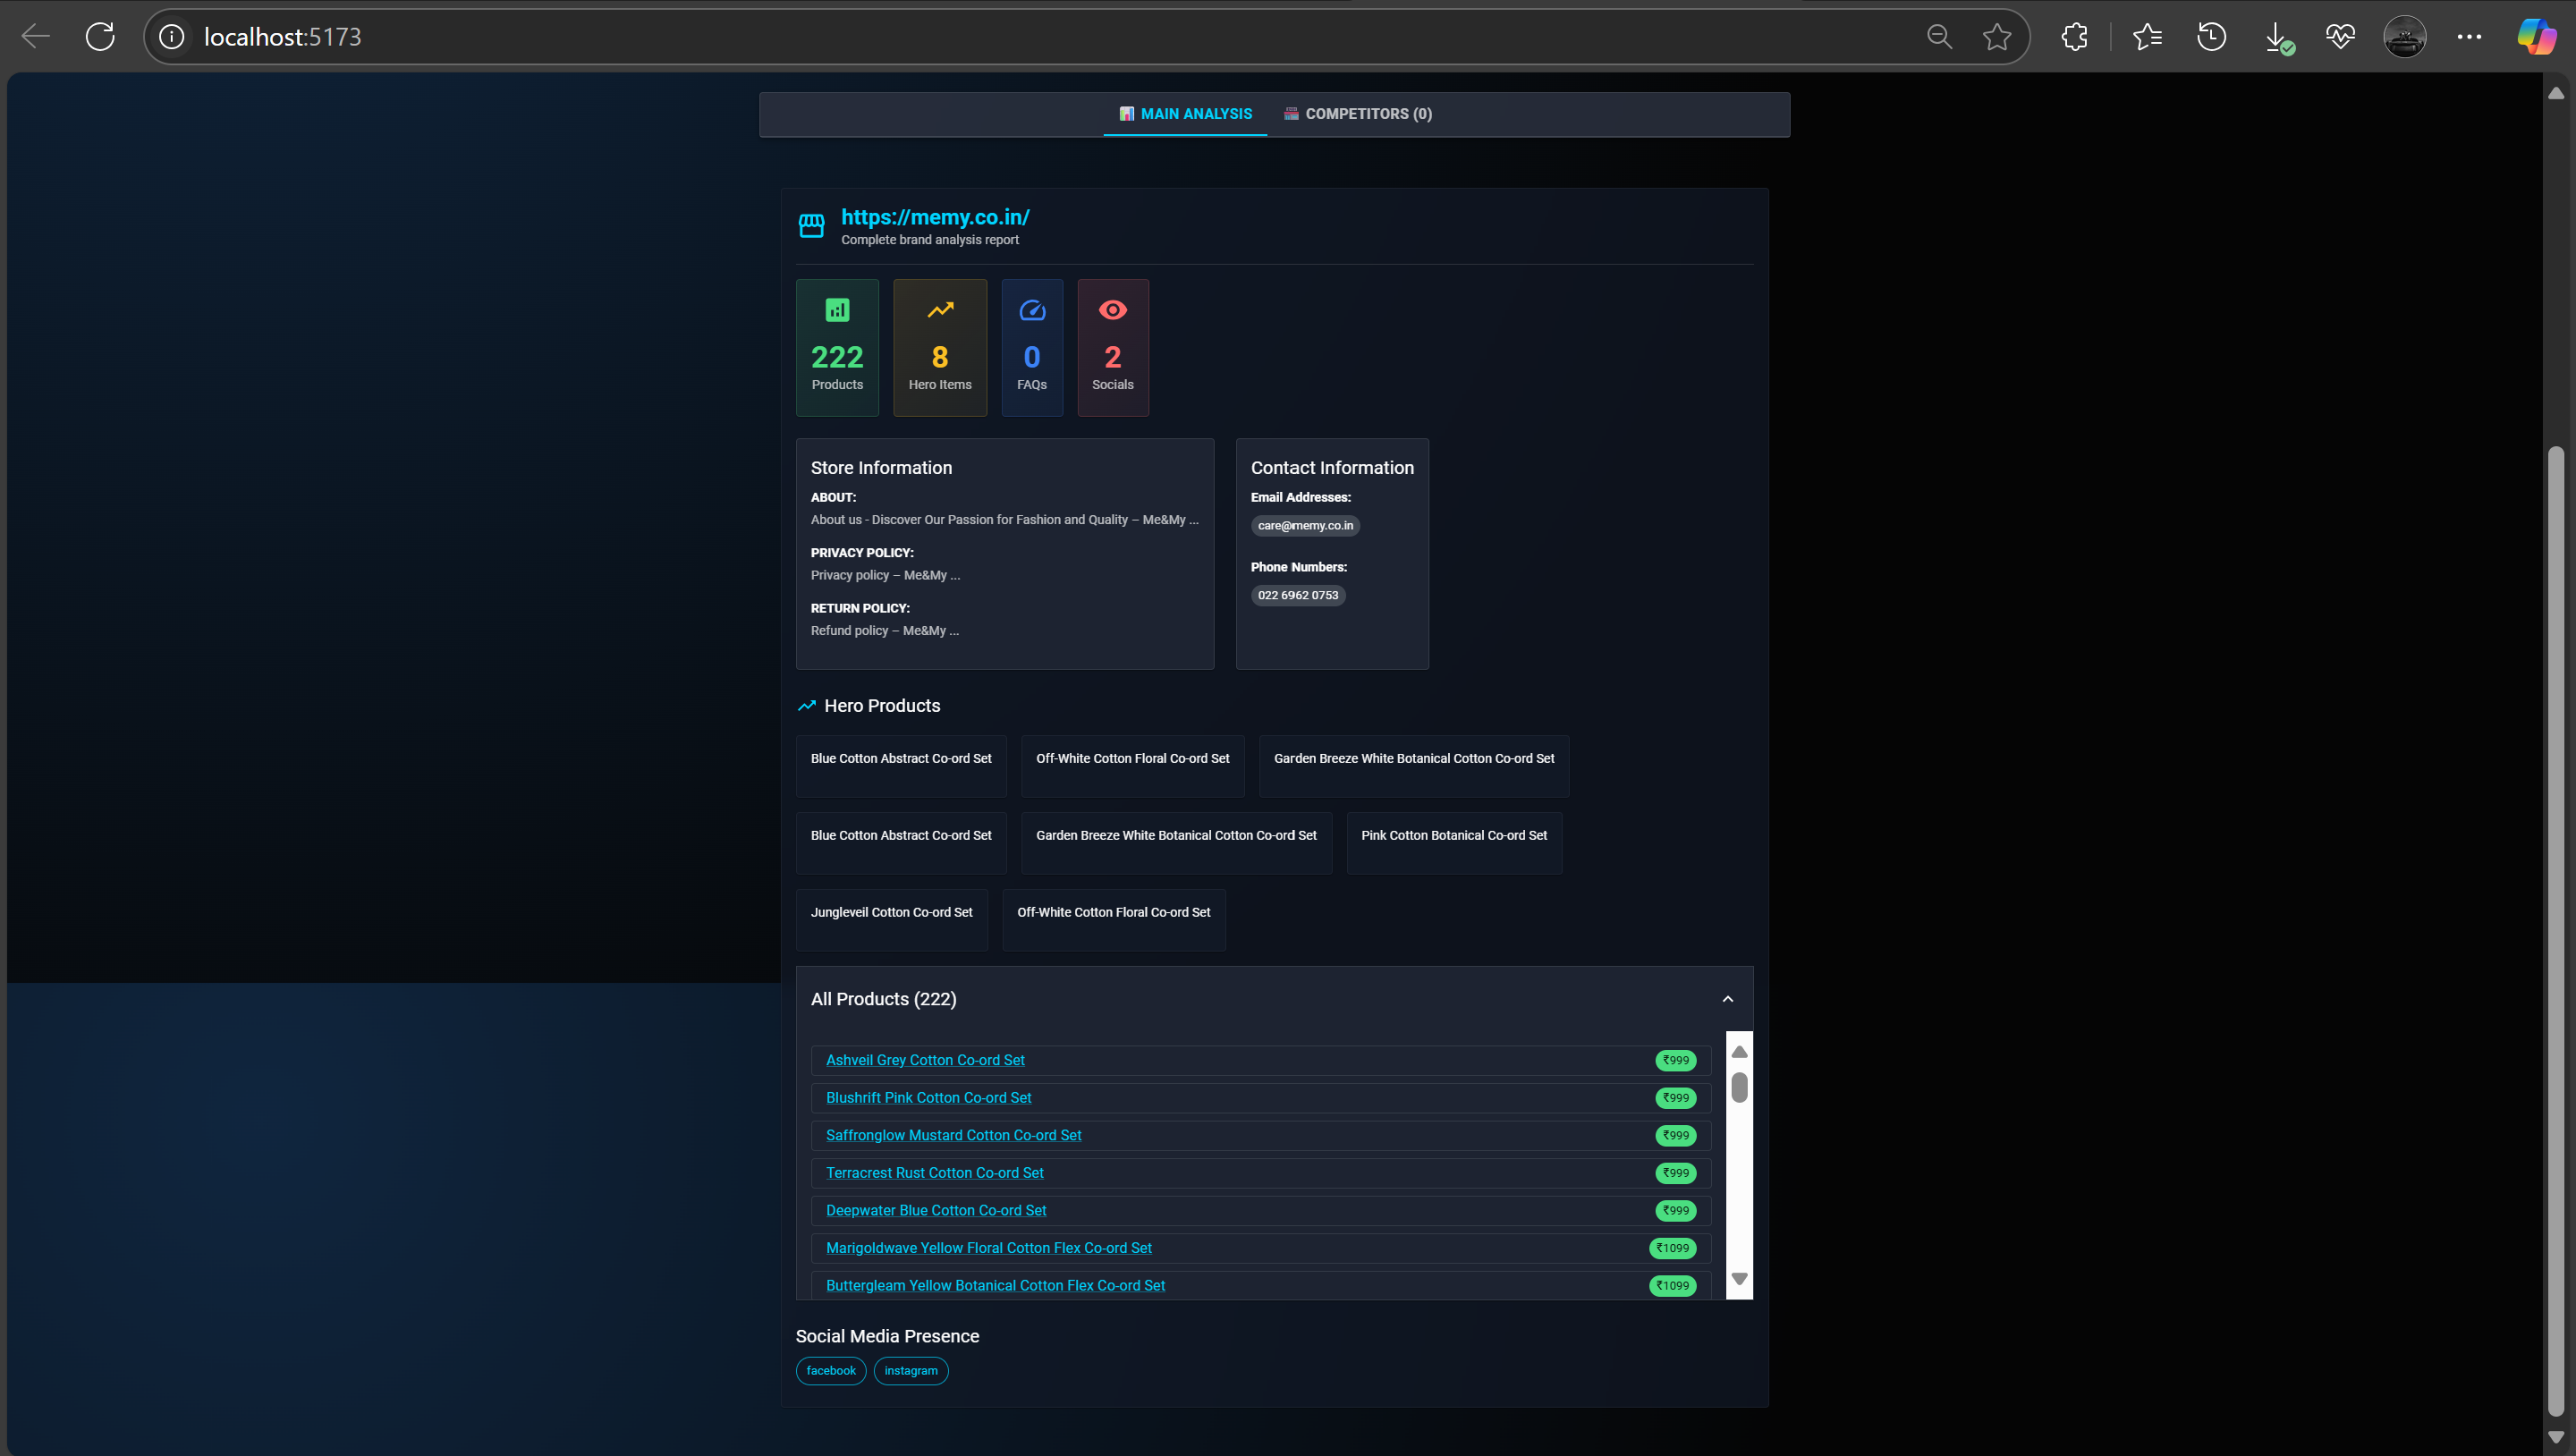 localhost:5173
MAIN ANALYSIS
COMPETITORS (0)
https://memy.co.in/
Complete brand analysis report
222
Products
8
Hero Items
0
FAQs
2
Socials
Store Information
ABOUT:
About us - Discover Our Passion for Fashion and Quality – Me&My ...
PRIVACY POLICY:
Privacy policy – Me&My ...
RETURN POLICY:
Refund policy – Me&My ...
Contact Information
Email Addresses:
care@memy.co.in
Phone Numbers:
022 6962 0753
Hero Products
Blue Cotton Abstract Co-ord Set
Off-White Cotton Floral Co-ord Set
Garden Breeze White Botanical Cotton Co-ord Set
Blue Cotton Abstract Co-ord Set
Garden Breeze White Botanical Cotton Co-ord Set
Pink Cotton Botanical Co-ord Set
Jungleveil Cotton Co-ord Set
Off-White Cotton Floral Co-ord Set
All Products (222)
Ashveil Grey Cotton Co-ord Set ₹999
Blushrift Pink Cotton Co-ord Set ₹999
Saffronglow Mustard Cotton Co-ord Set ₹999
Terracrest Rust Cotton Co-ord Set ₹999
Deepwater Blue Cotton Co-ord Set ₹999
Marigoldwave Yellow Floral Cotton Flex Co-ord Set ₹1099
Buttergleam Yellow Botanical Cotton Flex Co-ord Set ₹1099
Social Media Presence
facebook
instagram